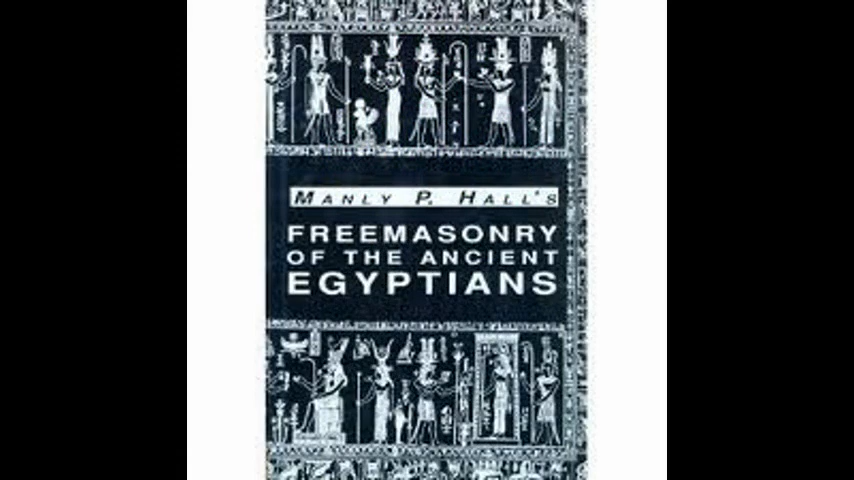 MANLY P. HALL'S
FREEMASONRY
OF THE ANCIENT
EGYPTIANS